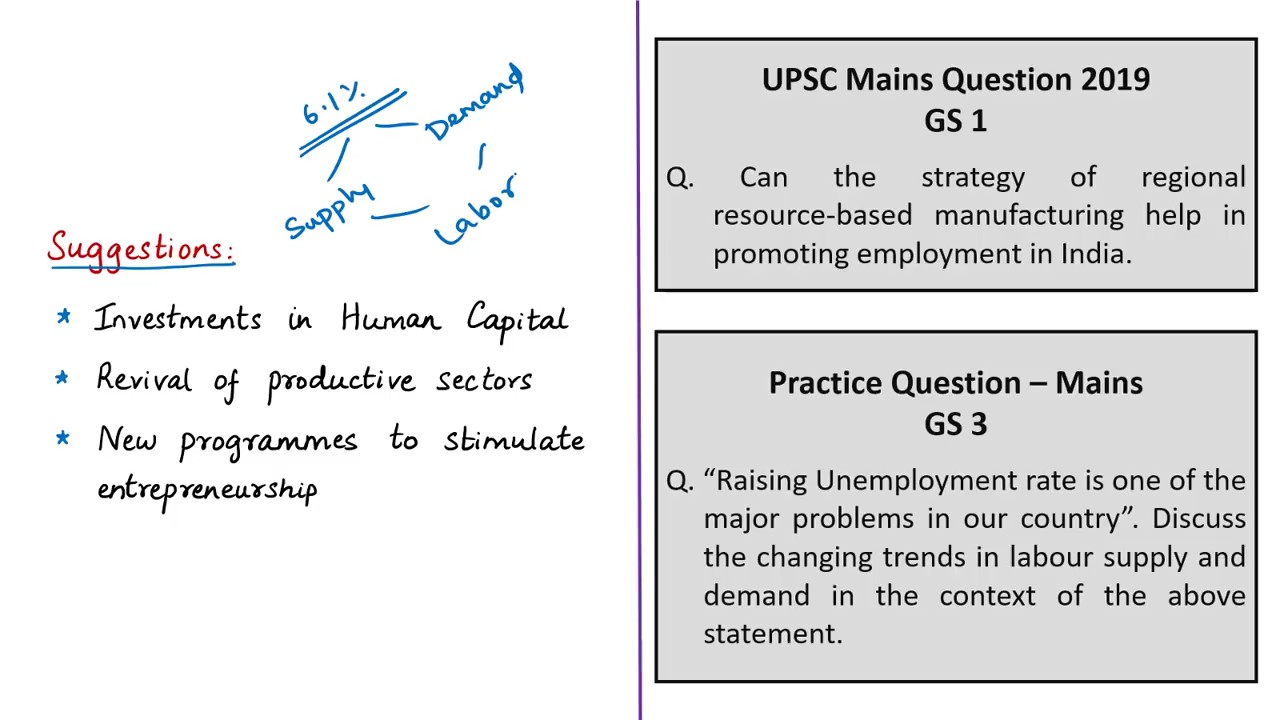 6.1%
Demand
Supply
Labor
Suggestions:
* Investments in Human Capital
* Revival of productive sectors
* New programmes to stimulate
entrepreneurship
UPSC Mains Question 2019
GS 1
Q. Can the strategy of regional
resource-based manufacturing help in
promoting employment in India.
Practice Question – Mains
GS 3
Q. “Raising Unemployment rate is one of the
major problems in our country”. Discuss
the changing trends in labour supply and
demand in the context of the above
statement.